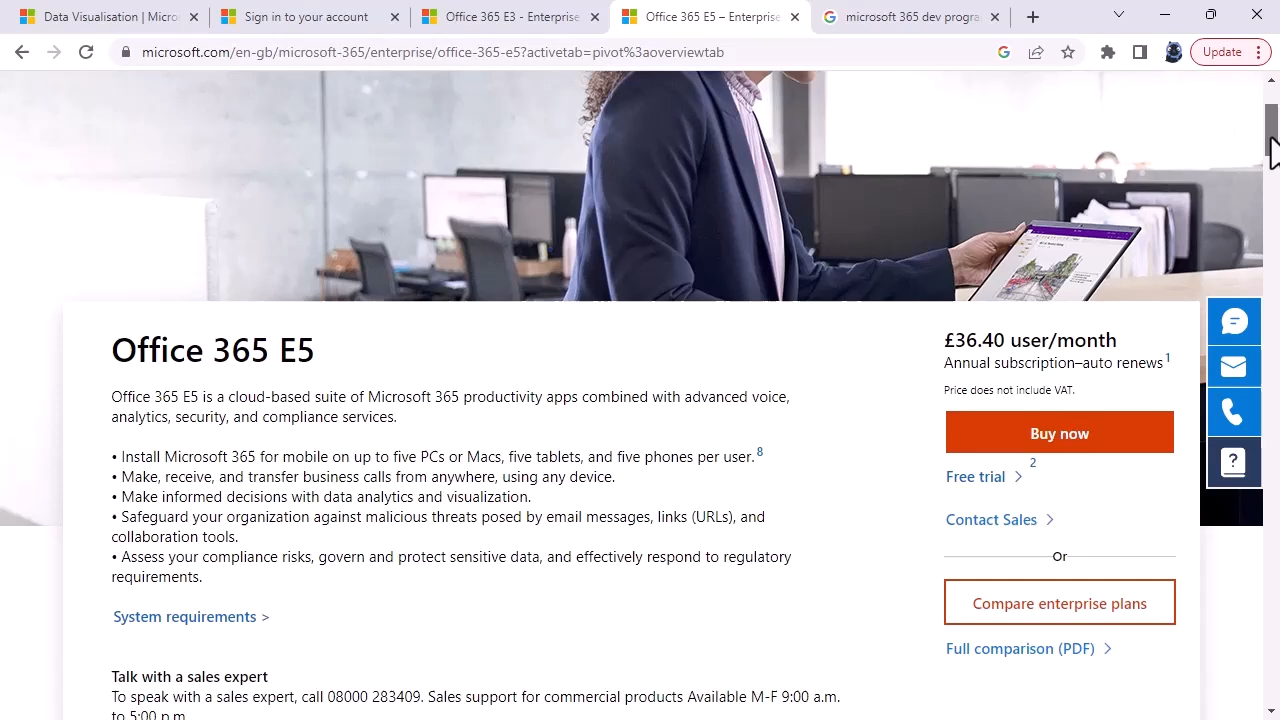 Data Visualisation | Micros
Sign in to your account
Office 365 E3 - Enterprise
Office 365 E5 – Enterprise
microsoft 365 dev progra
microsoft.com/en-gb/microsoft-365/enterprise/office-365-e5?activetab=pivot%3aoverviewtab
Update
Office 365 E5
Office 365 E5 is a cloud-based suite of Microsoft 365 productivity apps combined with advanced voice,
analytics, security, and compliance services.
• Install Microsoft 365 for mobile on up to five PCs or Macs, five tablets, and five phones per user.8
• Make, receive, and transfer business calls from anywhere, using any device.
• Make informed decisions with data analytics and visualization.
• Safeguard your organization against malicious threats posed by email messages, links (URLs), and
collaboration tools.
• Assess your compliance risks, govern and protect sensitive data, and effectively respond to regulatory
requirements.
System requirements >
Talk with a sales expert
To speak with a sales expert, call 08000 283409. Sales support for commercial products Available M-F 9:00 a.m.
to 5:00 p.m.
£36.40 user/month
Annual subscription–auto renews1
Price does not include VAT.
Buy now
Free trial 2
Contact Sales
Or
Compare enterprise plans
Full comparison (PDF)